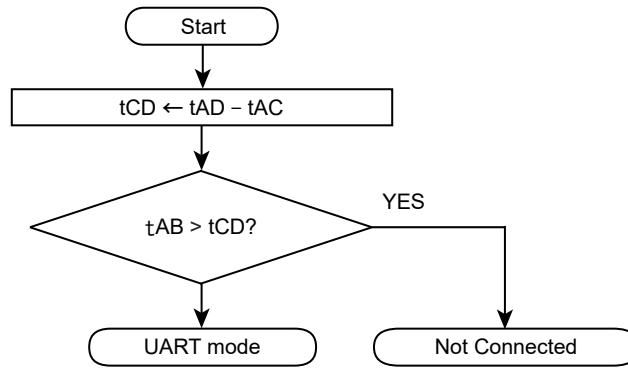 Start
tCD ← tAD – tAC
YES
tAB > tCD?
UART mode
Not Connected